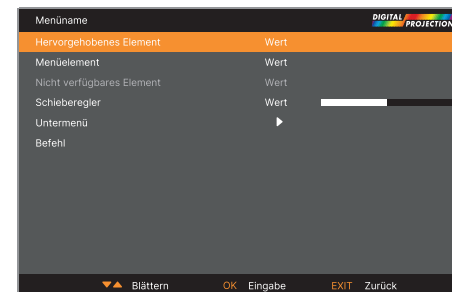 Menüname DIGITAL PROJECTION
Hervorgehobenes Element Wert
Menüelement Wert
Nicht verfügbares Element Wert
Schieberegler Wert
Untermenü
Befehl
Blättern OK Eingabe EXIT Zurück